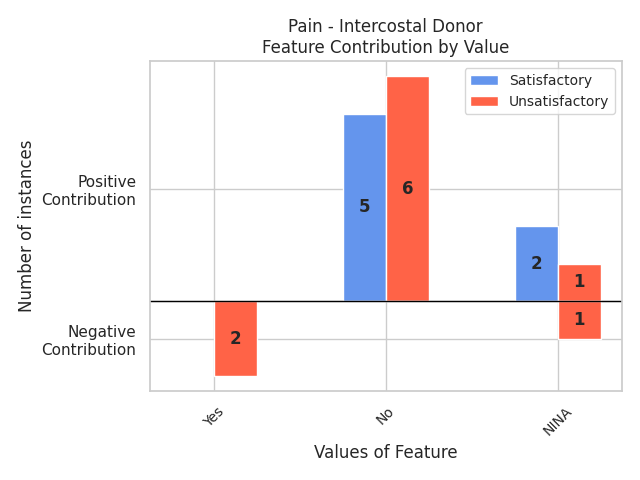 Pain - Intercostal Donor
Feature Contribution by Value
Satisfactory
Unsatisfactory
Number of instances
Positive
Contribution
Negative
Contribution
5
6
2
1
1
2
Yes
No
NINA
Values of Feature